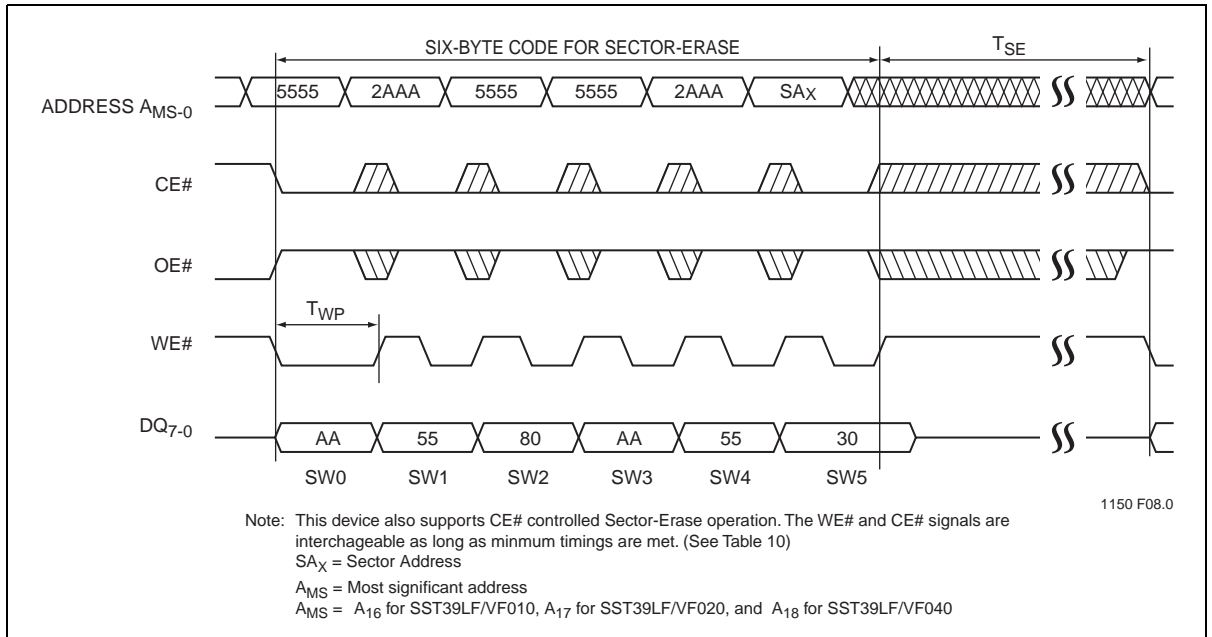 SIX-BYTE CODE FOR SECTOR-ERASE
TSE
ADDRESS AMS-0
5555 2AAA 5555 5555 2AAA SAX
CE#
OE#
TWP
WE#
DQ7-0
AA 55 80 AA 55 30
SW0 SW1 SW2 SW3 SW4 SW5
1150 F08.0
Note: This device also supports CE# controlled Sector-Erase operation. The WE# and CE# signals are
interchageable as long as minmum timings are met. (See Table 10)
SAX = Sector Address
AMS = Most significant address
AMS = A16 for SST39LF/VF010, A17 for SST39LF/VF020, and A18 for SST39LF/VF040